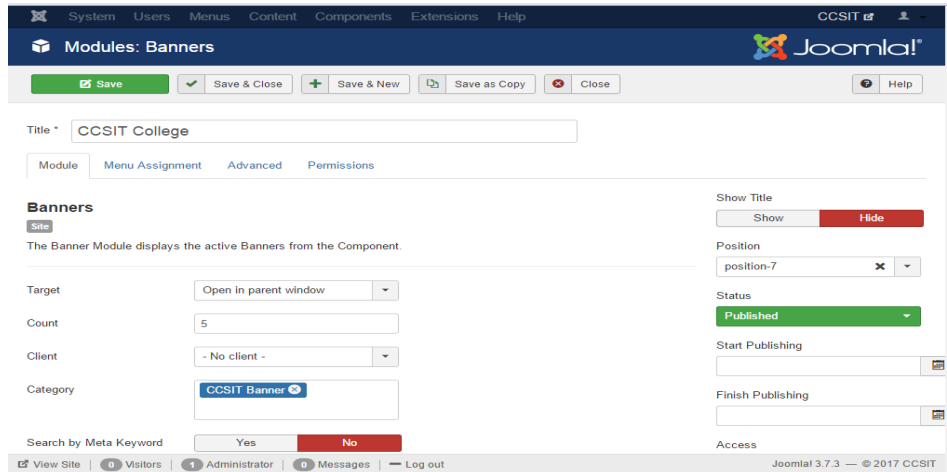 System Users Menus Content Components Extensions Help CCSIT
Modules: Banners Joomla!®
Save Save & Close Save & New Save as Copy Close Help
Title * CCSIT College
Module Menu Assignment Advanced Permissions
Banners
Site
The Banner Module displays the active Banners from the Component.
Target Open in parent window
Count 5
Client - No client -
Category CCSIT Banner
Search by Meta Keyword Yes No
Show Title
Show Hide
Position
position-7
Status
Published
Start Publishing
Finish Publishing
Access
View Site | 0 Visitors | 1 Administrator | 0 Messages | Log out Joomla! 3.7.3 — © 2017 CCSIT